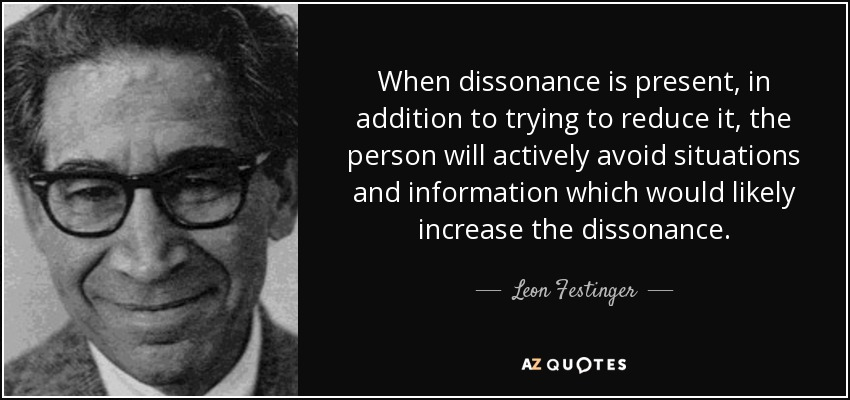 When dissonance is present, in
addition to trying to reduce it, the
person will actively avoid situations
and information which would likely
increase the dissonance.
Leon Festinger
AZ QUOTES